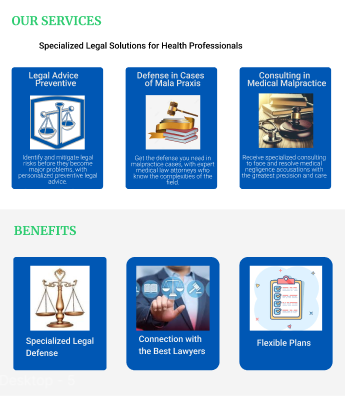 OUR SERVICES
Specialized Legal Solutions for Health Professionals
Legal Advice
Preventive
Identify and mitigate legal
risks before they become
major problems, with
personalized preventive legal
advice.
Defense in Cases
of Mala Praxis
Get the defense you need in
malpractice cases, with expert
medical law attorneys who
know the complexities of the
field.
Consulting in
Medical Malpractice
Receive specialized consulting
to face and resolve medical
negligence accusations with
the greatest precision and care
BENEFITS
Specialized Legal
Defense
Connection with
the Best Lawyers
Flexible Plans